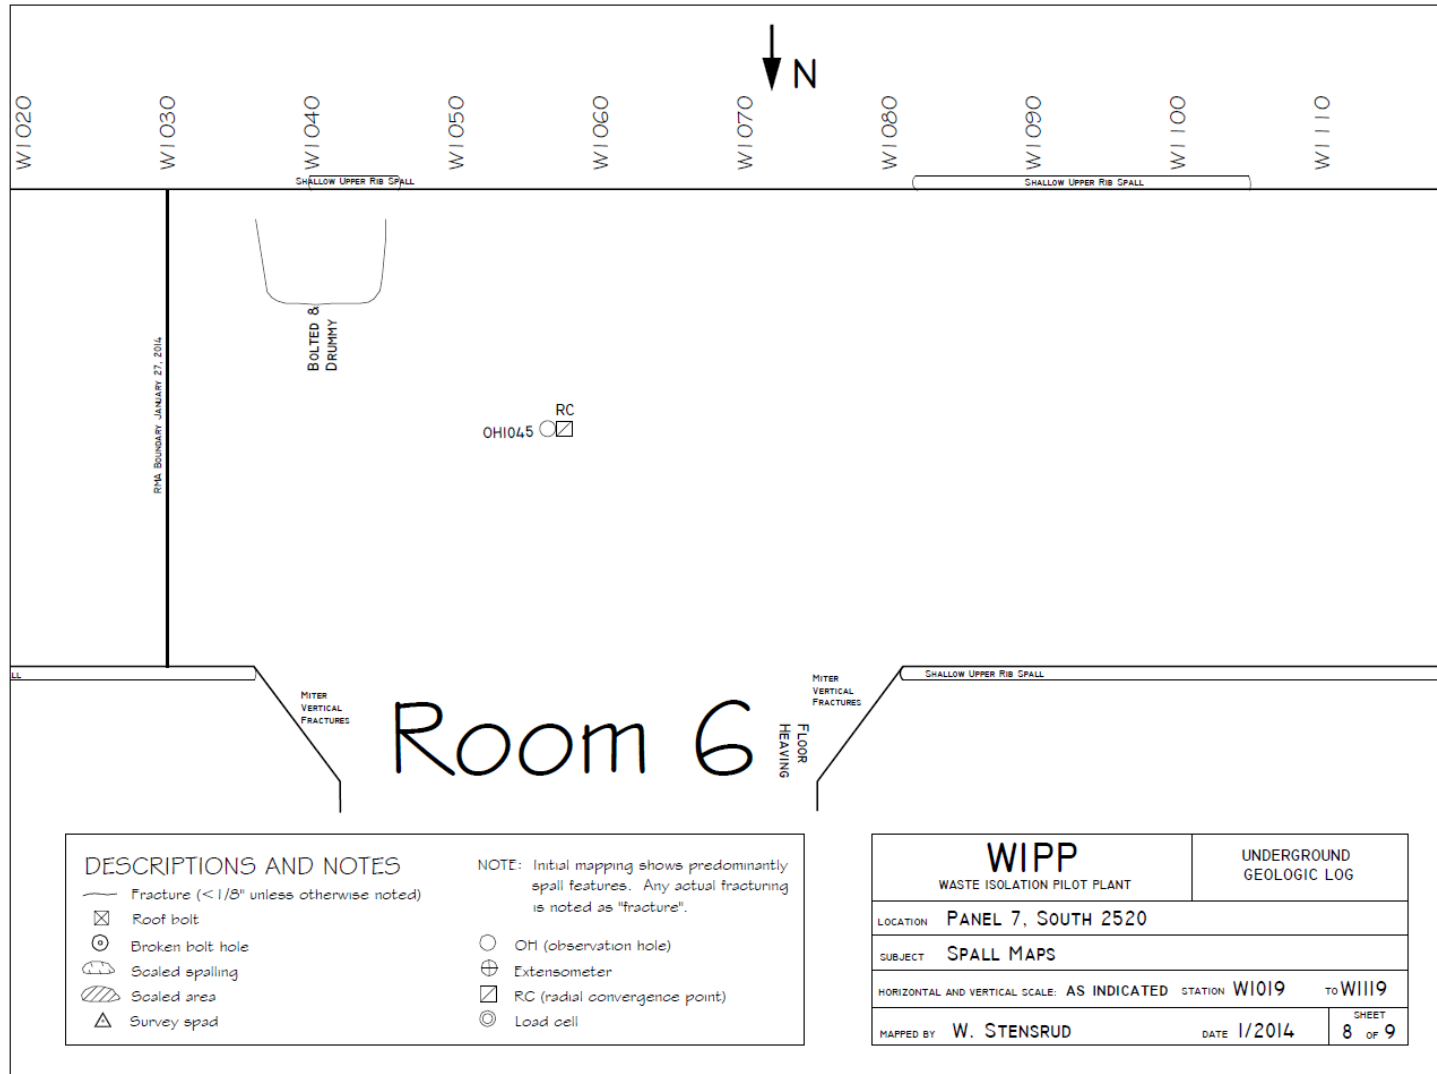 N
W1020
W1030
W1040
W1050
W1060
W1070
W1080
W1090
W1100
W1110
SHALLOW UPPER RIB SPALL
SHALLOW UPPER RIB SPALL
BOLTED &
DRUMMY
RMA BOUNDARY JANUARY 27, 2014
RC
OH1045
LL
MITER
VERTICAL
FRACTURES
Room 6
FLOOR
HEAVING
MITER
VERTICAL
FRACTURES
SHALLOW UPPER RIB SPALL
DESCRIPTIONS AND NOTES
Fracture (<1/8" unless otherwise noted)
Roof bolt
Broken bolt hole
Scaled spalling
Scaled area
Survey spad
NOTE: Initial mapping shows predominantly
spall features. Any actual fracturing
is noted as "fracture".
OH (observation hole)
Extensometer
RC (radial convergence point)
Load cell
WIPP
WASTE ISOLATION PILOT PLANT
UNDERGROUND
GEOLOGIC LOG
LOCATION PANEL 7, SOUTH 2520
SUBJECT SPALL MAPS
HORIZONTAL AND VERTICAL SCALE: AS INDICATED STATION W1019 TO W1119
MAPPED BY W. STENSRUD DATE 1/2014
SHEET
8 OF 9